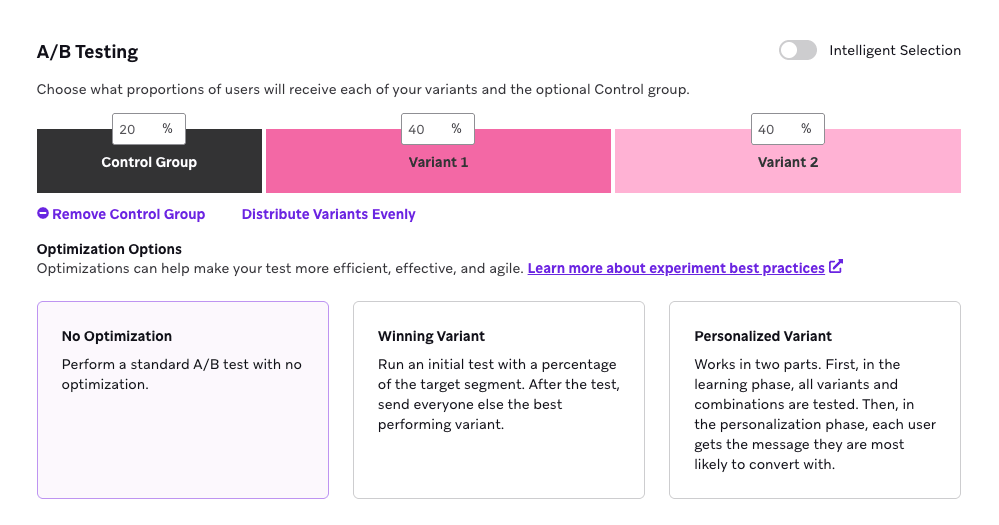 A/B Testing
Intelligent Selection
Choose what proportions of users will receive each of your variants and the optional Control group.
20 %
40 %
40 %
Control Group
Variant 1
Variant 2
Remove Control Group
Distribute Variants Evenly
Optimization Options
Optimizations can help make your test more efficient, effective, and agile. Learn more about experiment best practices
No Optimization
Perform a standard A/B test with no
optimization.
Winning Variant
Run an initial test with a percentage
of the target segment. After the test,
send everyone else the best
performing variant.
Personalized Variant
Works in two parts. First, in the
learning phase, all variants and
combinations are tested. Then, in
the personalization phase, each user
gets the message they are most
likely to convert with.